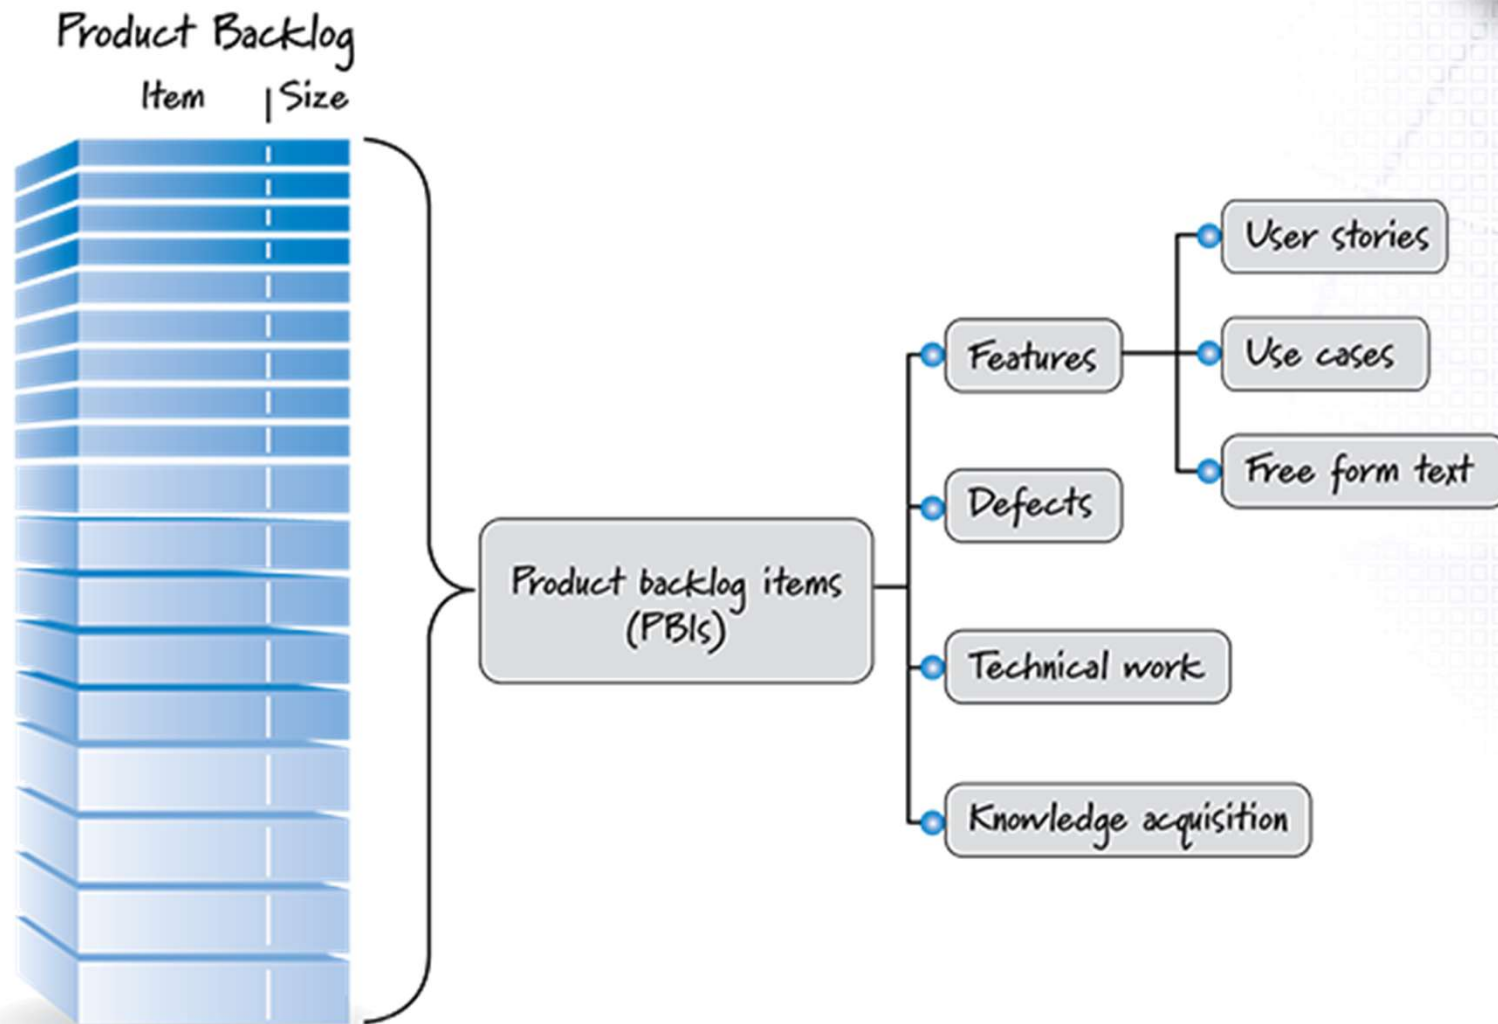 Product Backlog
Item | Size
User stories
Features
Use cases
Free form text
Defects
Product backlog items
(PBIs)
Technical work
Knowledge acquisition